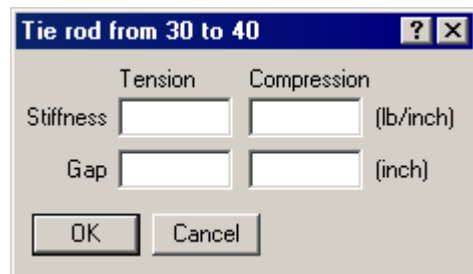 Tie rod from 30 to 40 ? ×
Tension Compression
Stiffness (lb/inch)
Gap (inch)
OK Cancel